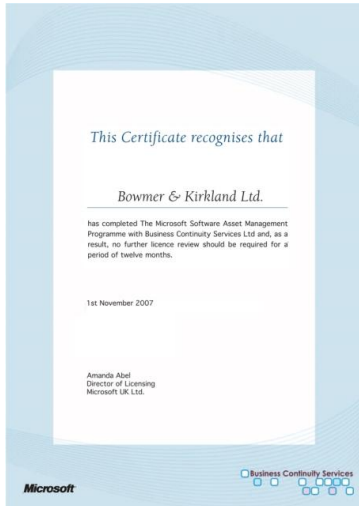 This Certificate recognises that
Bowmer & Kirkland Ltd.
has completed The Microsoft Software Asset Management
Programme with Business Continuity Services Ltd and, as a
result, no further licence review should be required for a
period of twelve months.
1st November 2007
Amanda Abel
Director of Licensing
Microsoft UK Ltd.
Business Continuity Services
Microsoft